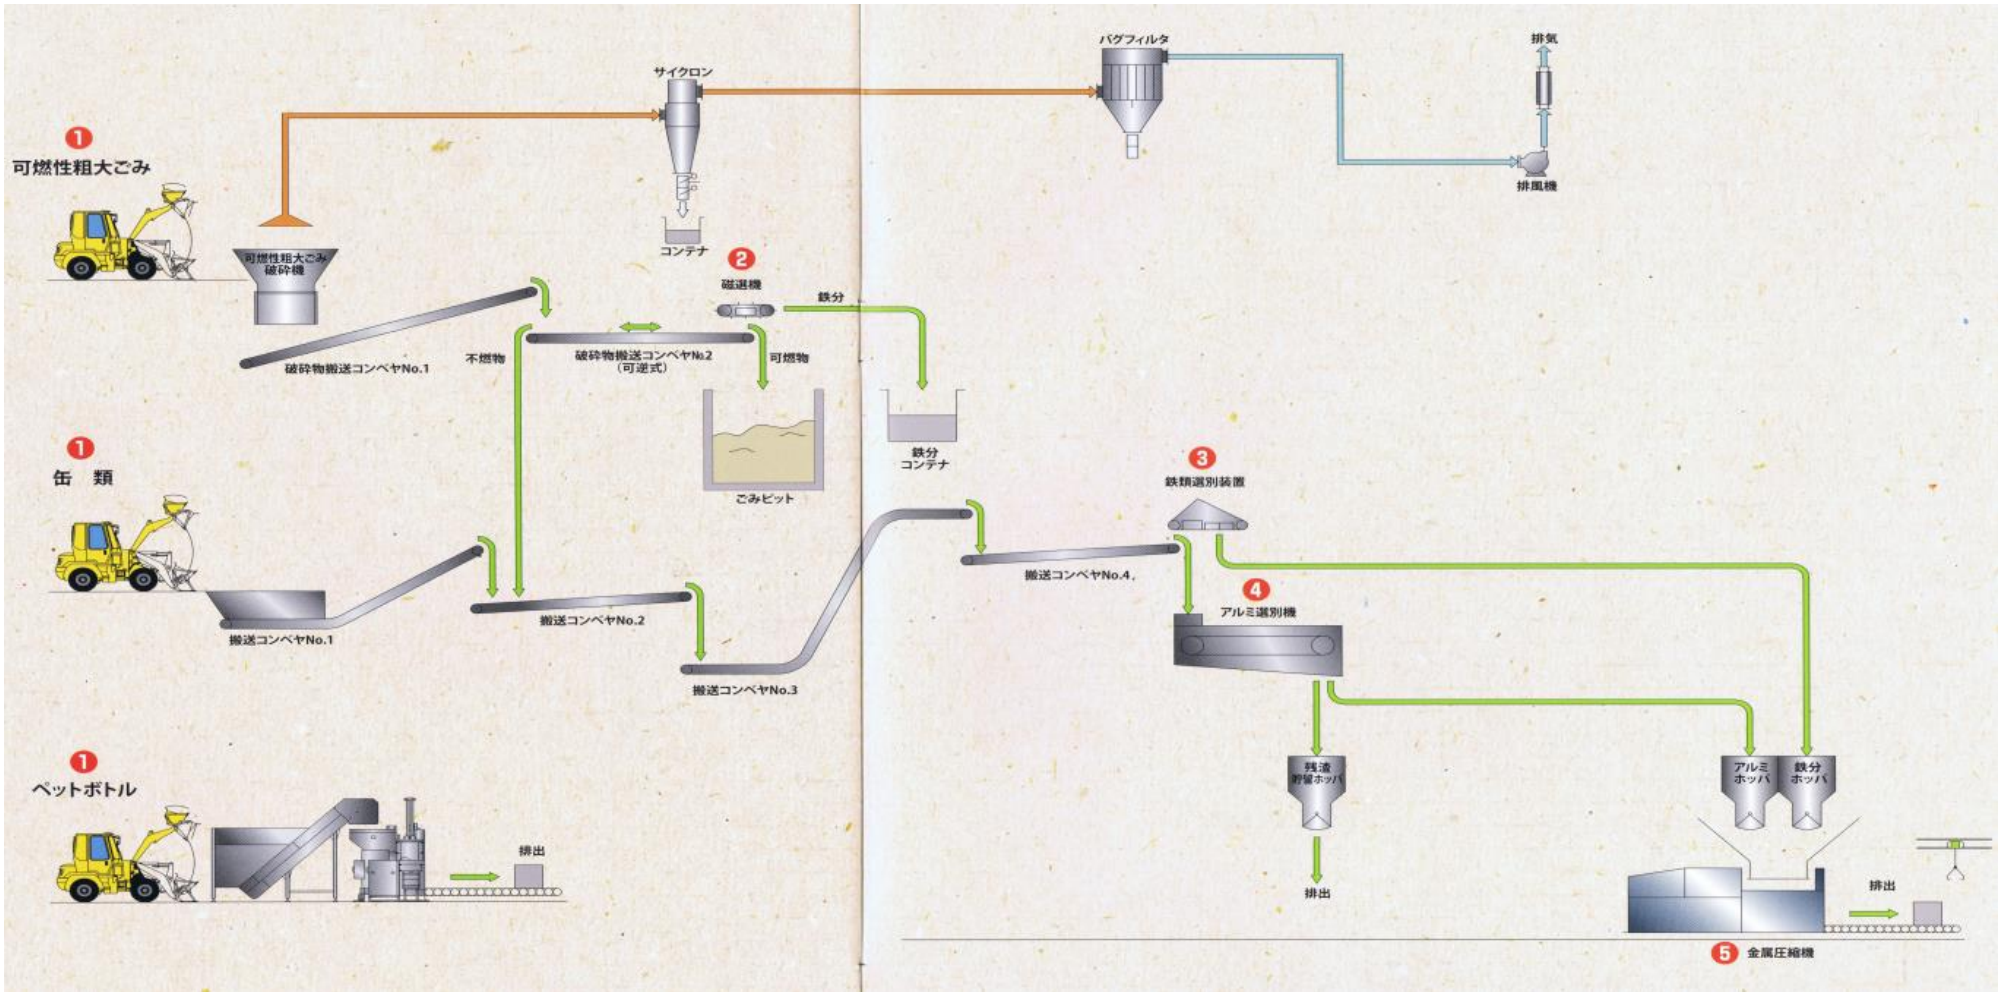 バグフィルタ
排気
サイクロン
1
可燃性粗大ごみ
排風機
コンテナ
可燃性粗大ごみ
破砕機
2
磁選機
鉄分
破砕物搬送コンベヤNo.1
不燃物
破砕物搬送コンベヤ№2
(可逆式)
可燃物
ごみピット
鉄分
コンテナ
1
缶 類
3
鉄類選別装置
搬送コンベヤNo.4.
4
アルミ選別機
搬送コンベヤNo.1
搬送コンベヤNo.2
搬送コンベヤNo.3
1
ペットボトル
排出
残渣
貯留ホッパ
排出
アルミ
ホッパ
鉄分
ホッパ
排出
5 金属圧縮機